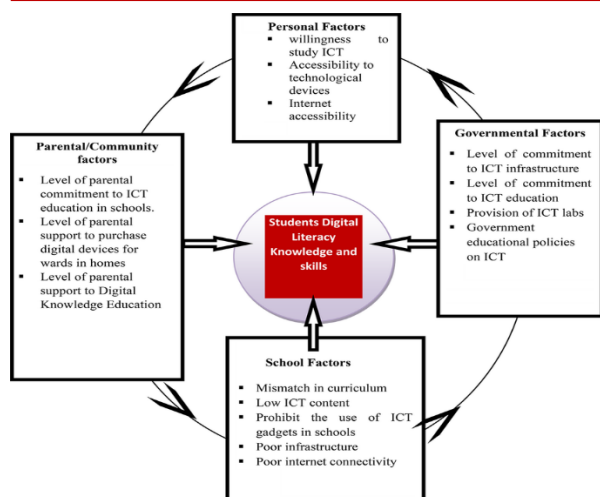 Personal Factors
▪ willingness to
study ICT
▪ Accessibility to
technological
devices
▪ Internet
accessibility
Parental/Community
factors
▪ Level of parental
commitment to ICT
education in schools.
▪ Level of parental
support to purchase
digital devices for
wards in homes
▪ Level of parental
support to Digital
Knowledge Education
Students Digital
Literacy
Knowledge and
skills
Governmental Factors
▪ Level of commitment
to ICT infrastructure
▪ Level of commitment
to ICT education
▪ Provision of ICT labs
▪ Government
educational policies
on ICT
School Factors
▪ Mismatch in curriculum
▪ Low ICT content
▪ Prohibit the use of ICT
gadgets in schools
▪ Poor infrastructure
▪ Poor internet connectivity